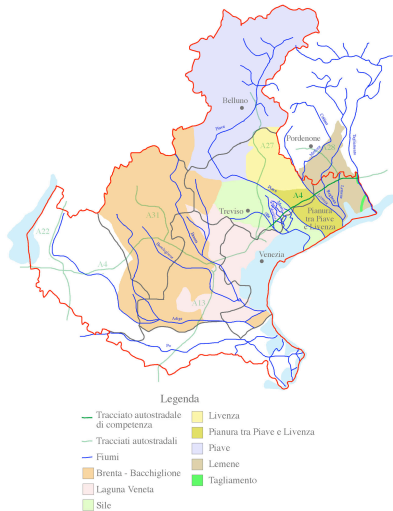 Belluno
Piave
A27
Pordenone
A28
Tagliamento
A4
Piave
Treviso
Pianura
tra Piave
e Livenza
A31
A22
A4
Venezia
A13
Adige
Po
Legenda
Tracciato autostradale
di competenza
Tracciati autostradali
Fiumi
Brenta - Bacchiglione
Laguna Veneta
Sile
Livenza
Pianura tra Piave e Livenza
Piave
Lemene
Tagliamento